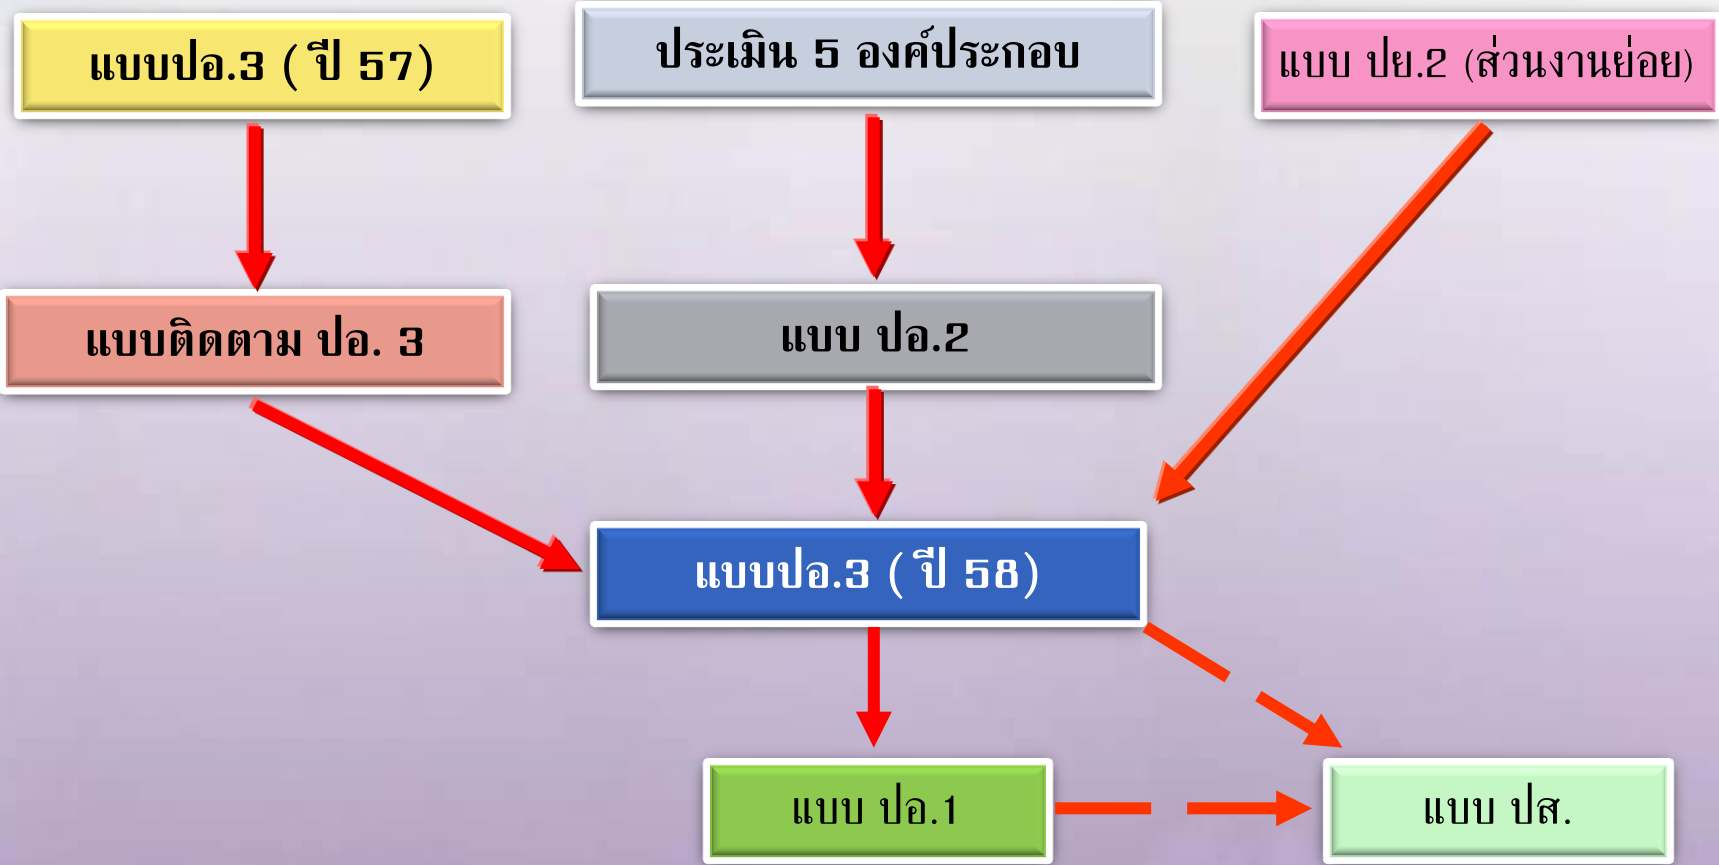 แบบปอ.3 ( ปี 57)
ประเมิน 5 องค์ประกอบ
แบบ ปย.2 (ส่วนงานย่อย)
แบบติดตาม ปอ. 3
แบบ ปอ.2
แบบปอ.3 ( ปี 58)
แบบ ปอ.1
แบบ ปส.